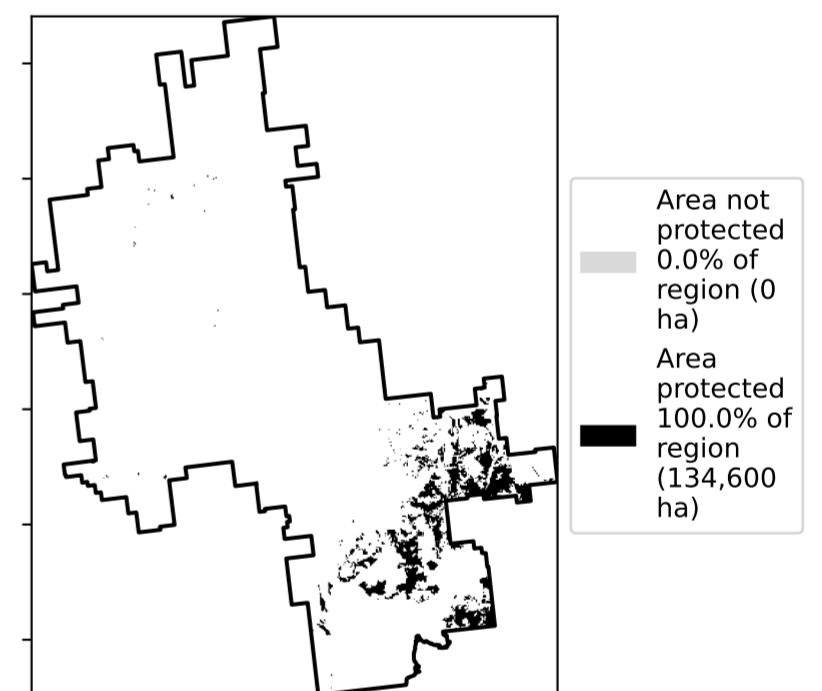 Area not
protected
0.0% of
region (0
ha)
Area
protected
100.0% of
region
(134,600
ha)